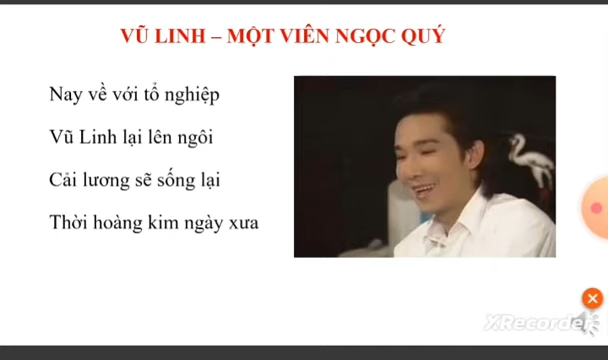 VŨ LINH – MỘT VIÊN NGỌC QUÝ
Nay về với tổ nghiệp
Vũ Linh lại lên ngôi
Cải lương sẽ sống lại
Thời hoàng kim ngày xưa
XRecorder